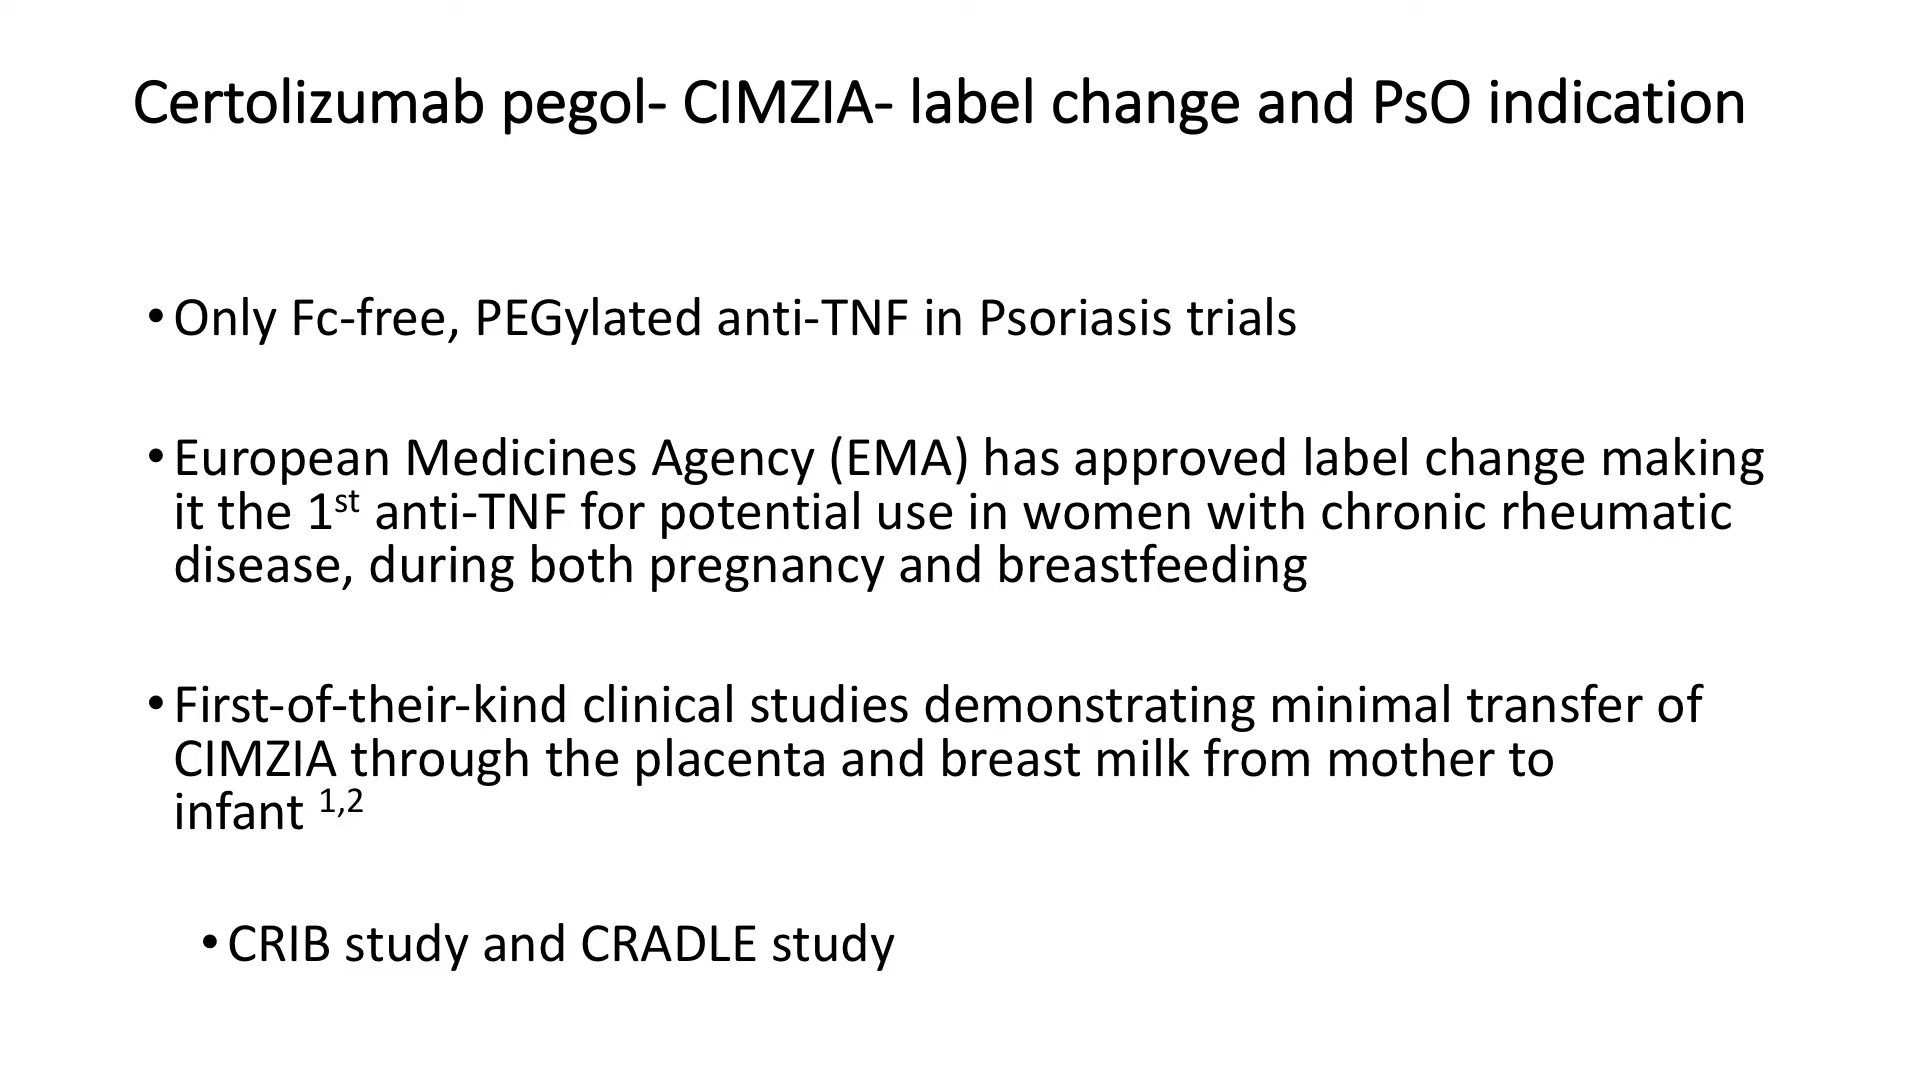 Certolizumab pegol- CIMZIA- label change and PsO indication
• Only Fc-free, PEGylated anti-TNF in Psoriasis trials
• European Medicines Agency (EMA) has approved label change making
it the 1st anti-TNF for potential use in women with chronic rheumatic
disease, during both pregnancy and breastfeeding
• First-of-their-kind clinical studies demonstrating minimal transfer of
CIMZIA through the placenta and breast milk from mother to
infant 1,2
• CRIB study and CRADLE study